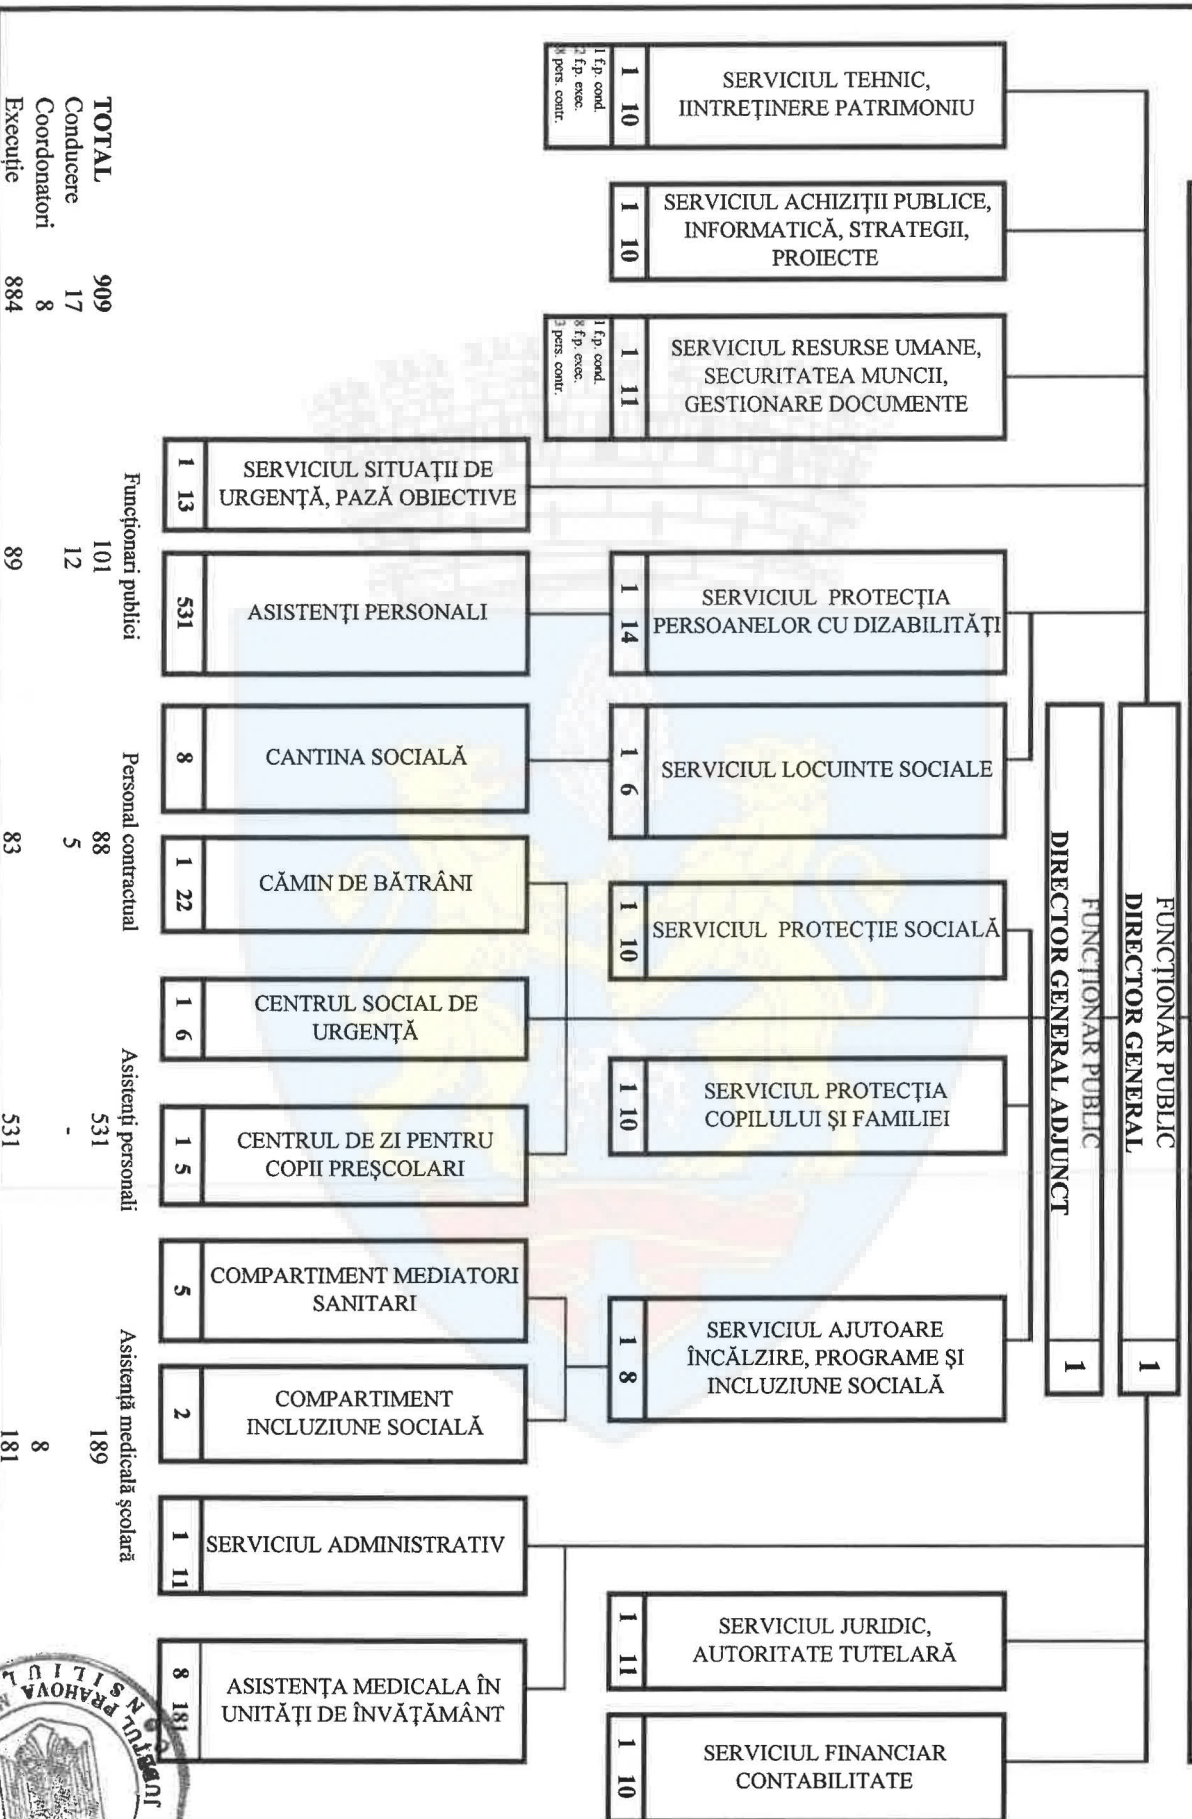 FUNCȚIONAR PUBLIC
DIRECTOR GENERAL
1
FUNCȚIONAR PUBLIC
DIRECTOR GENERAL ADJUNCT
1
SERVICIUL TEHNIC,
IINTREȚINERE PATRIMONIU
1 10
1 f.p. cond.
2 f.p. exec.
8 pers. contr.
SERVICIUL ACHIZIȚII PUBLICE,
INFORMATICĂ, STRATEGII,
PROIECTE
1 10
SERVICIUL RESURSE UMANE,
SECURITATEA MUNCII,
GESTIONARE DOCUMENTE
1 11
1 f.p. cond.
8 f.p. exec.
3 pers. contr.
SERVICIUL PROTECȚIA
PERSOANELOR CU DIZABILITĂȚI
1 14
SERVICIUL LOCUINTE SOCIALE
1 6
SERVICIUL PROTECȚIE SOCIALĂ
1 10
SERVICIUL PROTECȚIA
COPILULUI ȘI FAMILIEI
1 10
SERVICIUL AJUTOARE
ÎNCĂLZIRE, PROGRAME ȘI
INCLUZIUNE SOCIALĂ
1 8
SERVICIUL JURIDIC,
AUTORITATE TUTELARĂ
1 11
SERVICIUL FINANCIAR
CONTABILITATE
1 10
SERVICIUL SITUAȚII DE
URGENȚĂ, PAZĂ OBIECTIVE
1 13
ASISTENȚI PERSONALI
531
CANTINA SOCIALĂ
8
CĂMIN DE BĂTRÂNI
1 22
CENTRUL SOCIAL DE
URGENȚĂ
1 6
CENTRUL DE ZI PENTRU
COPII PREȘCOLARI
1 5
COMPARTIMENT MEDIATORI
SANITARI
5
COMPARTIMENT
INCLUZIUNE SOCIALĂ
2
SERVICIUL ADMINISTRATIV
1 11
ASISTENȚA MEDICALA ÎN
UNITĂȚI DE ÎNVĂȚĂMÂNT
8 181
Funcționari publici Personal contractual Asistenți personali Asistență medicală școlară
TOTAL 909 101 88 531 189
Conducere 17 12 5 -
Coordonatori 8 8
Execuție 884 89 83 531 181
JUDEȚUL PRAHOVA
CONSILIUL